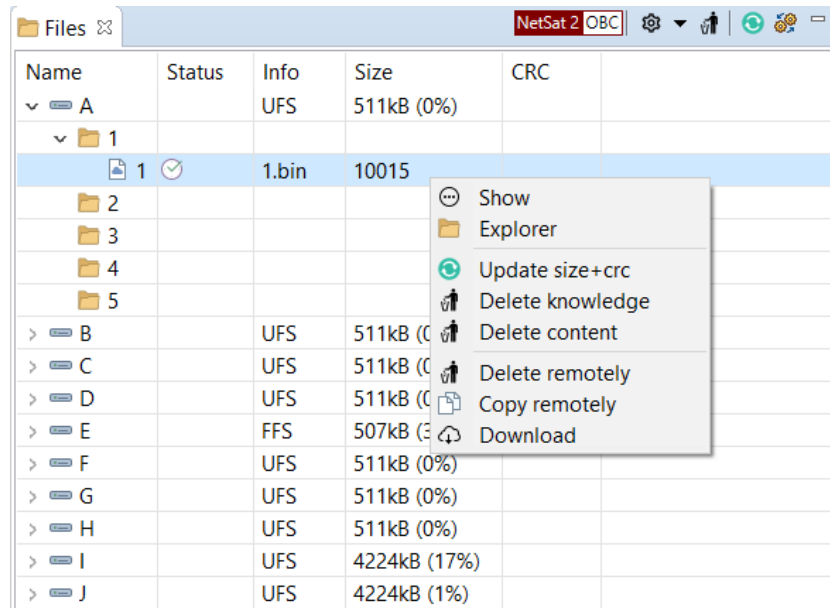 Files NetSat 2 OBC
Name Status Info Size CRC
A UFS 511kB (0%)
1
1 1.bin 10015
Show
2
Explorer
3
4
Update size+crc
5
Delete knowledge
B UFS 511kB (0
Delete content
C UFS 511kB (0
Delete remotely
D UFS 511kB (0
Copy remotely
E FFS 507kB (3
Download
F UFS 511kB (0%)
G UFS 511kB (0%)
H UFS 511kB (0%)
I UFS 4224kB (17%)
J UFS 4224kB (1%)